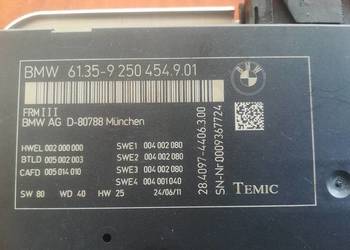 BMW 61.35-9 250 454.9.01
FRM III
BMW AG D-80788 München
HWEL 002 000 000
BTLD 005 002 003
CAFD 005 014 010
SWE1 004 002 080
SWE2 004 002 080
SWE3 004 002 080
SWE4 004 001 040
SW 80 WD 40 HW 25 24/06/11
28.4097-4406.3.00
SN-Nr0009367724
TEMIC